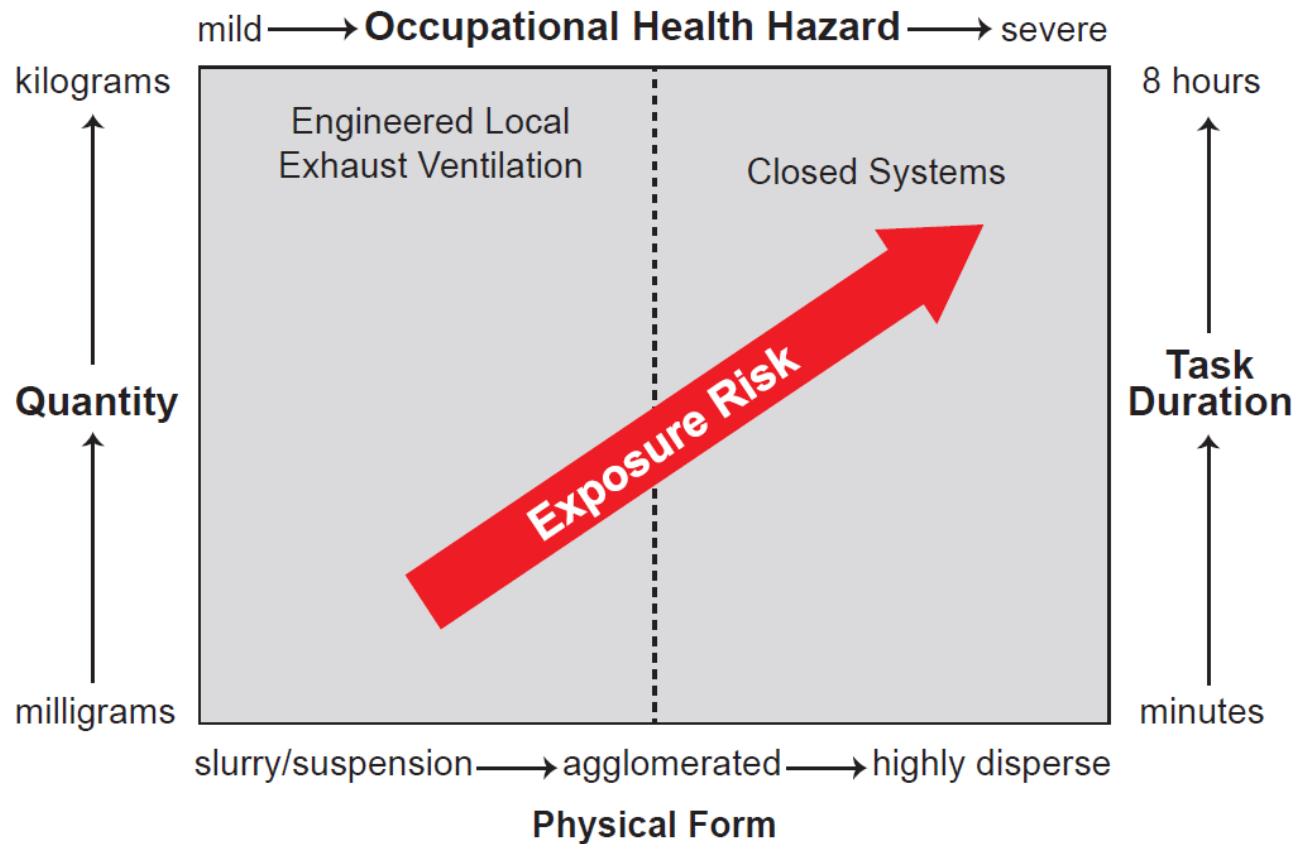 mild Occupational Health Hazard severe
kilograms
8 hours
Engineered Local
Exhaust Ventilation
Closed Systems
Exposure Risk
Quantity
Task
Duration
milligrams
minutes
slurry/suspension agglomerated highly disperse
Physical Form